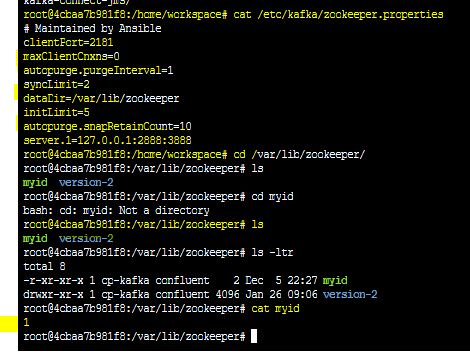 kafka-connect-jms/
root@4cbaa7b981f8:/home/workspace# cat /etc/kafka/zookeeper.properties
# Maintained by Ansible
clientPort=2181
maxClientCnxns=0
autopurge.purgeInterval=1
syncLimit=2
dataDir=/var/lib/zookeeper
initLimit=5
autopurge.snapRetainCount=10
server.1=127.0.0.1:2888:3888
root@4cbaa7b981f8:/home/workspace# cd /var/lib/zookeeper/
root@4cbaa7b981f8:/var/lib/zookeeper# ls
myid  version-2
root@4cbaa7b981f8:/var/lib/zookeeper# cd myid
bash: cd: myid: Not a directory
root@4cbaa7b981f8:/var/lib/zookeeper# ls
myid  version-2
root@4cbaa7b981f8:/var/lib/zookeeper# ls -ltr
total 8
-r-xr-xr-x 1 cp-kafka confluent    2 Dec  5 22:27 myid
drwxr-xr-x 3 cp-kafka confluent 4096 Jan 26 09:06 version-2
root@4cbaa7b981f8:/var/lib/zookeeper# cat myid
1
root@4cbaa7b981f8:/var/lib/zookeeper#